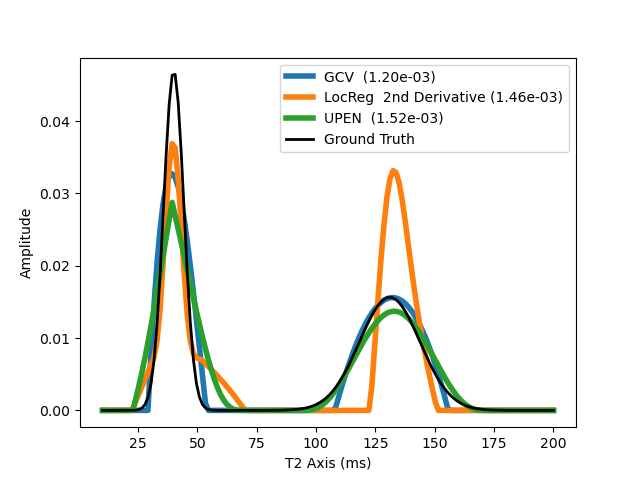 GCV (1.20e-03)
LocReg 2nd Derivative (1.46e-03)
UPEN (1.52e-03)
Ground Truth
0.04
0.03
0.02
0.01
0.00
Amplitude
25 50 75 100 125 150 175 200
T2 Axis (ms)